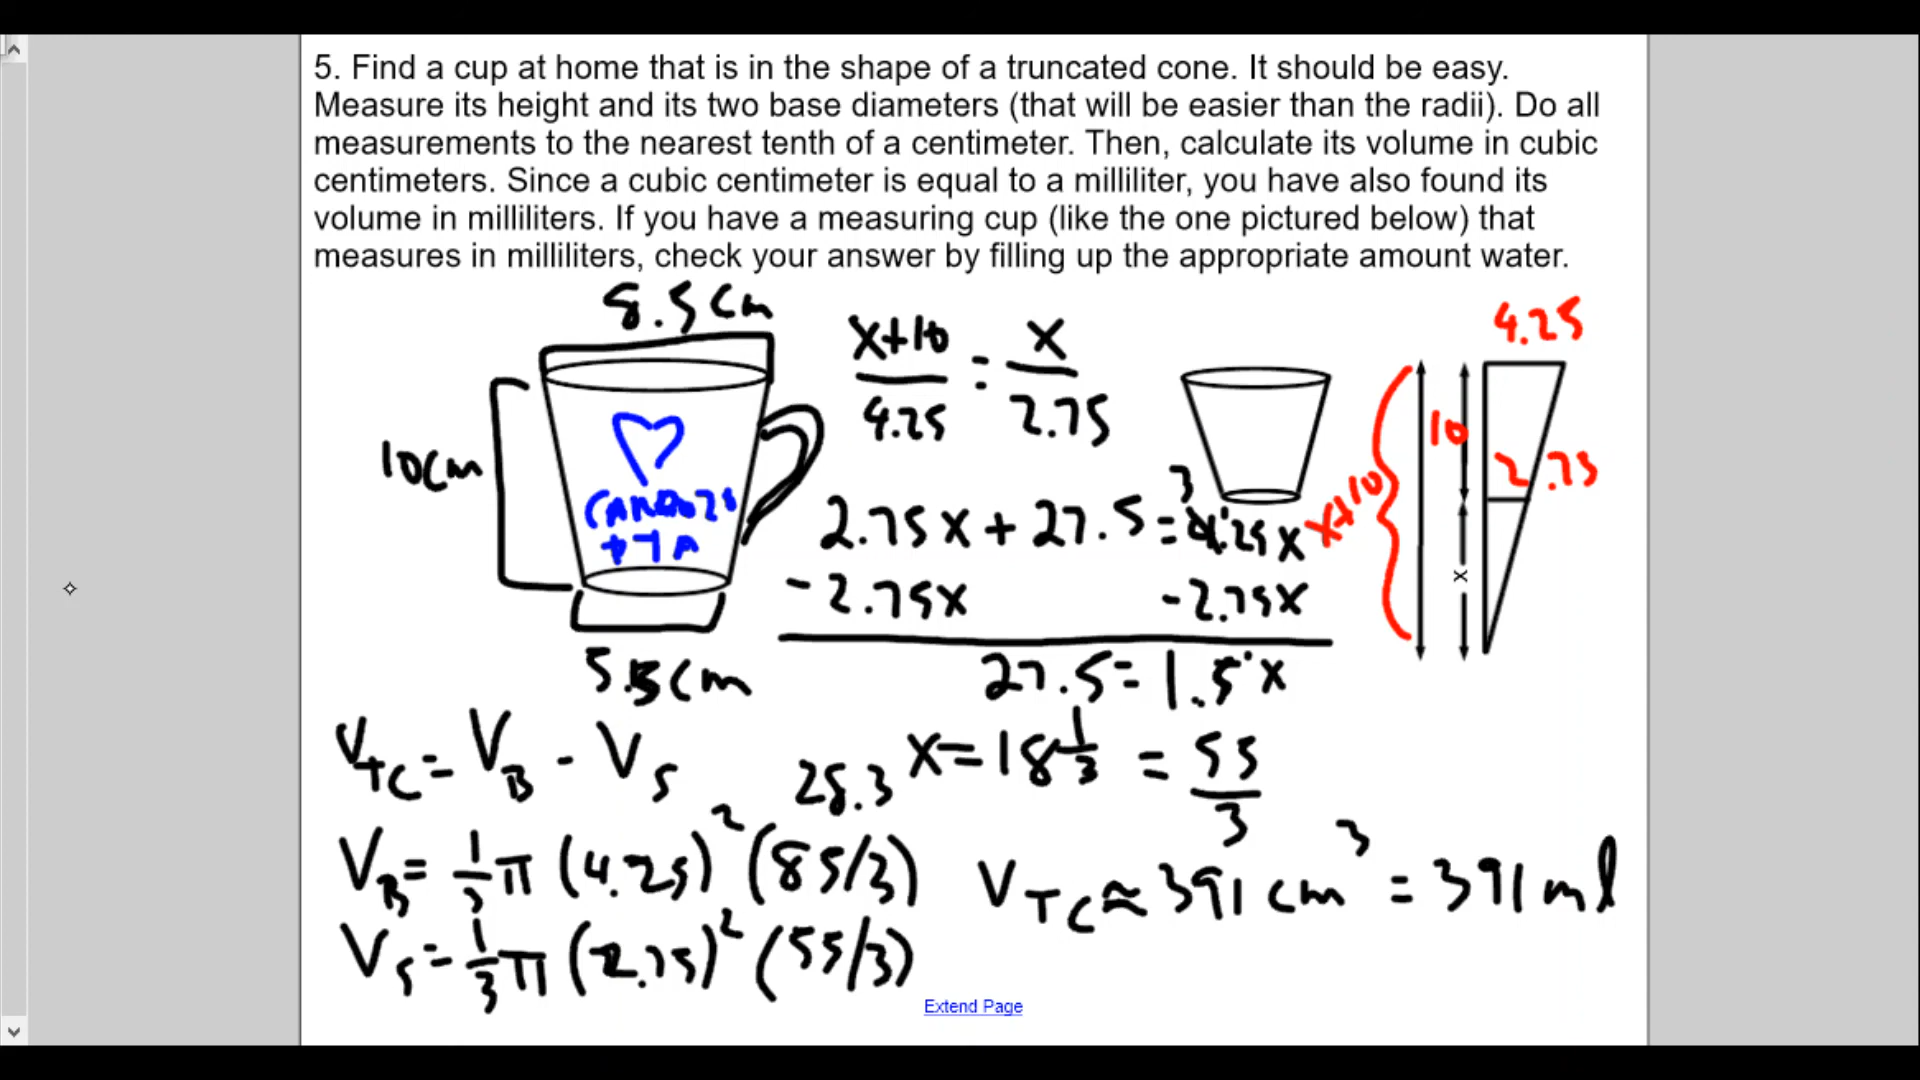 5. Find a cup at home that is in the shape of a truncated cone. It should be easy.
Measure its height and its two base diameters (that will be easier than the radii). Do all
measurements to the nearest tenth of a centimeter. Then, calculate its volume in cubic
centimeters. Since a cubic centimeter is equal to a milliliter, you have also found its
volume in milliliters. If you have a measuring cup (like the one pictured below) that
measures in milliliters, check your answer by filling up the appropriate amount water.
8.5cm
10cm
PTA
5.5cm
x+10/4.25 = x/2.75
2.75x + 27.5 = 4.25x
-2.75x -2.75x
27.5 = 1.5x
x = 18 1/3 = 55/3
4.25
10
2.75
x+10
x
V_TC = V_B - V_S
28.3
V_B = 1/3 π (4.25)² (85/3)
V_S = 1/3 π (2.75)² (55/3)
V_TC ≈ 391 cm³ = 391 ml
Extend Page